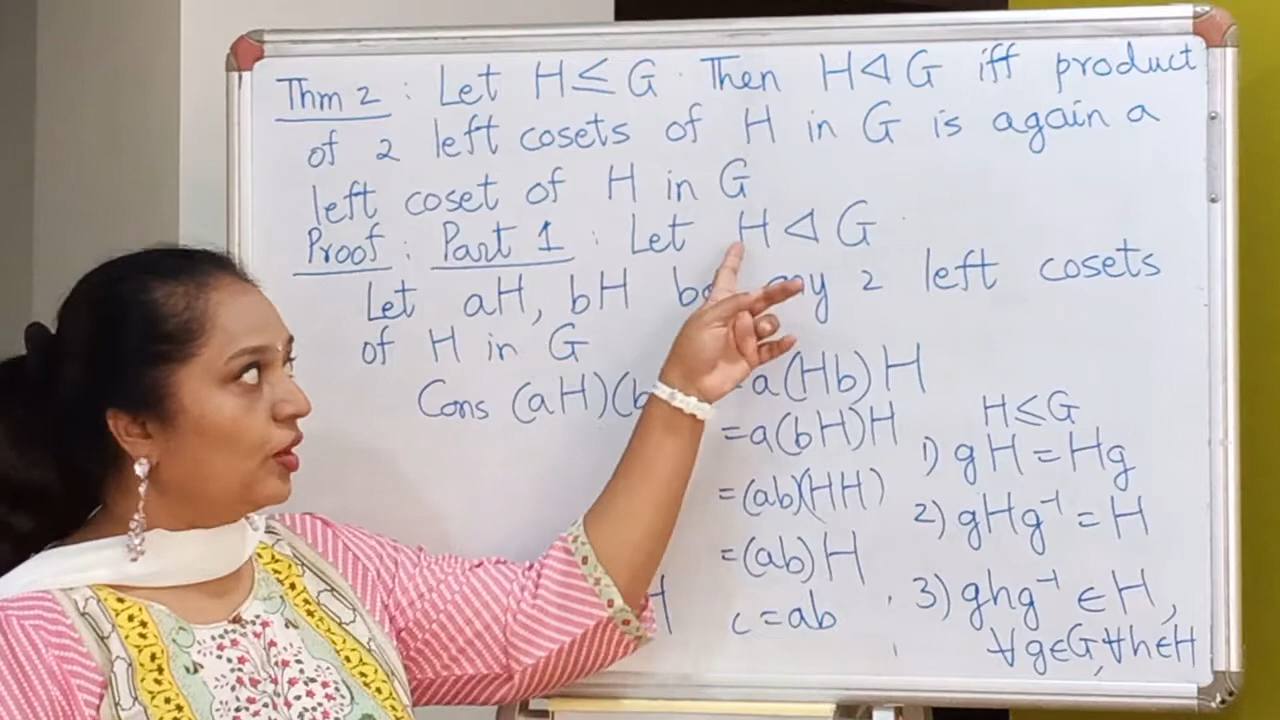 Thm 2 : Let H ≤ G. Then H ⊲ G iff product
of 2 left cosets of H in G is again a
left coset of H in G
Proof : Part 1 : Let H ⊲ G
Let aH, bH 2 left cosets
of H in G
Cons (aH)(b = a(Hb)H
= a(bH)H
= (ab)(HH)
= (ab)H
H c = ab
H ≤ G
1) gH = Hg
2) gHg⁻¹ = H
3) ghg⁻¹ ∈ H,
∀g∈G, ∀h∈H